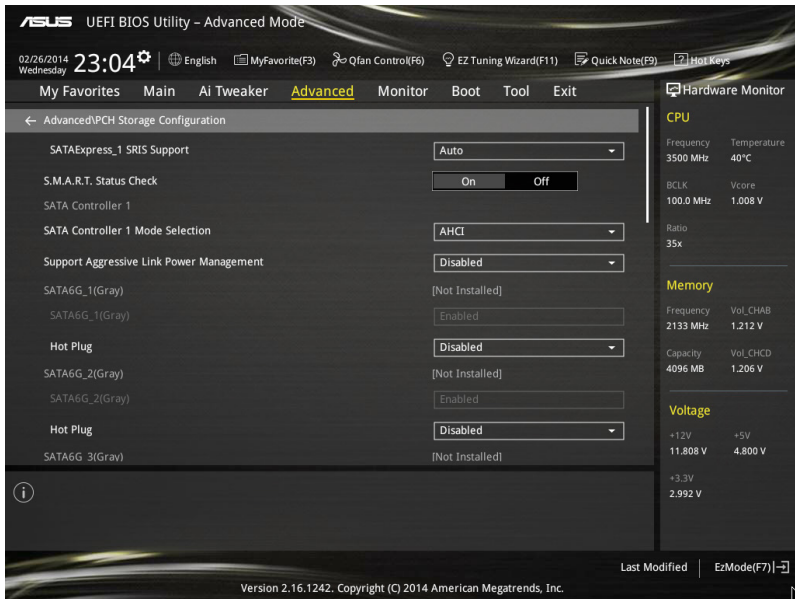 ASUS UEFI BIOS Utility – Advanced Mode
02/26/2014
Wednesday
23:04
English
MyFavorite(F3)
Qfan Control(F6)
EZ Tuning Wizard(F11)
Quick Note(F9)
? Hot Keys
My Favorites Main Ai Tweaker Advanced Monitor Boot Tool Exit
← Advanced\PCH Storage Configuration
SATAExpress_1 SRIS Support Auto
S.M.A.R.T. Status Check On Off
SATA Controller 1
SATA Controller 1 Mode Selection AHCI
Support Aggressive Link Power Management Disabled
SATA6G_1(Gray) [Not Installed]
SATA6G_1(Gray) Enabled
Hot Plug Disabled
SATA6G_2(Gray) [Not Installed]
SATA6G_2(Gray) Enabled
Hot Plug Disabled
SATA6G_3(Gray) [Not Installed]
Hardware Monitor
CPU
Frequency Temperature
3500 MHz 40°C
BCLK Vcore
100.0 MHz 1.008 V
Ratio
35x
Memory
Frequency Vol_CHAB
2133 MHz 1.212 V
Capacity Vol_CHCD
4096 MB 1.206 V
Voltage
+12V +5V
11.808 V 4.800 V
+3.3V
2.992 V
i
Last Modified
EzMode(F7)
Version 2.16.1242. Copyright (C) 2014 American Megatrends, Inc.